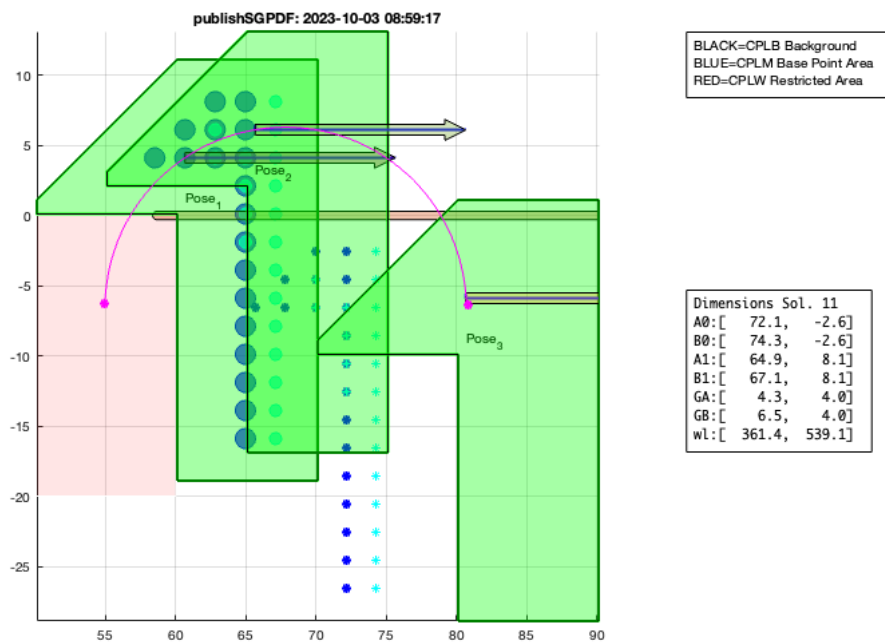 publishSGPDF: 2023-10-03 08:59:17
BLACK=CPLB Background
BLUE=CPLM Base Point Area
RED=CPLW Restricted Area
10
5
0
-5
-10
-15
-20
-25
Pose1
Pose2
Pose3
55 60 65 70 75 80 85 90
Dimensions Sol. 11
A0:[ 72.1, -2.6]
B0:[ 74.3, -2.6]
A1:[ 64.9, 8.1]
B1:[ 67.1, 8.1]
GA:[ 4.3, 4.0]
GB:[ 6.5, 4.0]
wl:[ 361.4, 539.1]